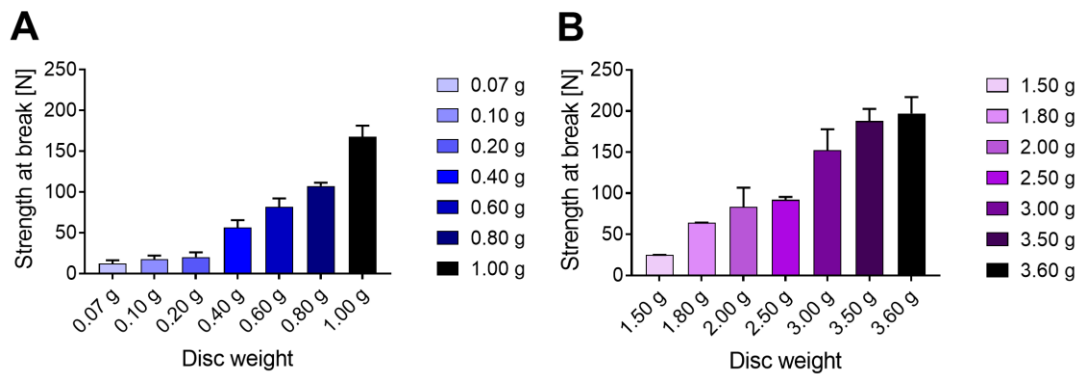 A
Strength at break [N]
250
200
150
100
50
0
0.07 g
0.10 g
0.20 g
0.40 g
0.60 g
0.80 g
1.00 g
Disc weight
0.07 g
0.10 g
0.20 g
0.40 g
0.60 g
0.80 g
1.00 g
B
Strength at break [N]
250
200
150
100
50
0
1.50 g
1.80 g
2.00 g
2.50 g
3.00 g
3.50 g
3.60 g
Disc weight
1.50 g
1.80 g
2.00 g
2.50 g
3.00 g
3.50 g
3.60 g